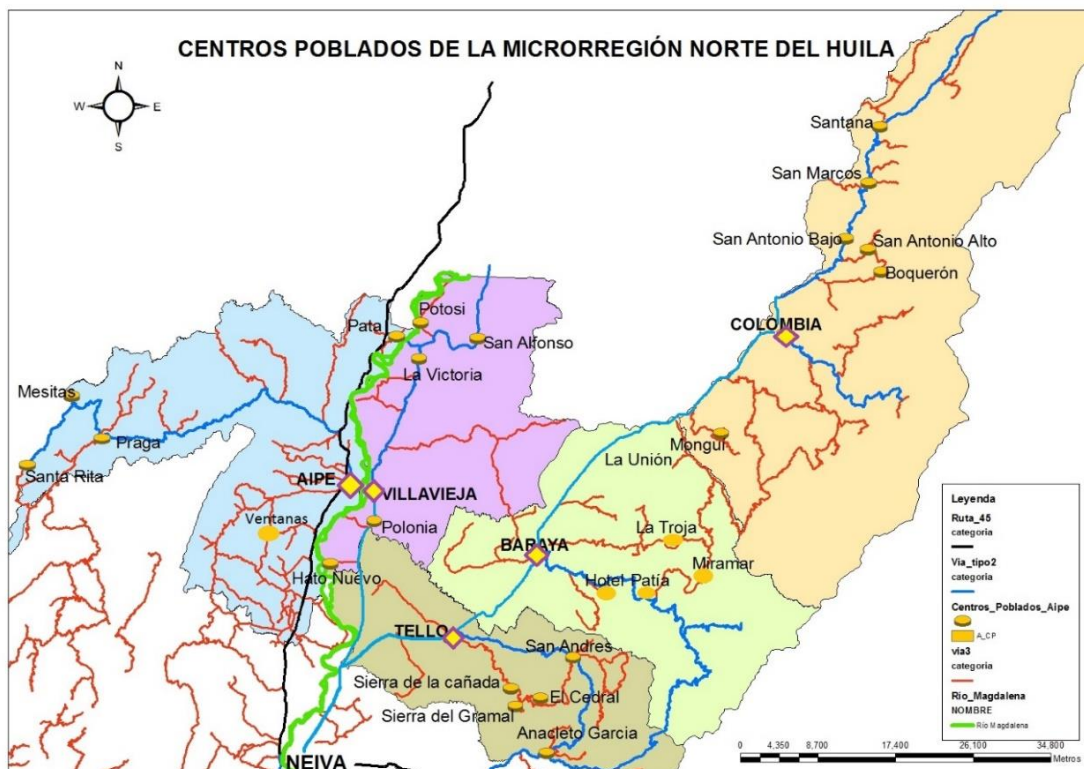 CENTROS POBLADOS DE LA MICRORREGIÓN NORTE DEL HUILA
N
W E
S
Santana
San Marcos
San Antonio Bajo
San Antonio Alto
Boquerón
COLOMBIA
Potosi
Pata
San Alfonso
La Victoria
Mesitas
Praga
Santa Rita
Mongui
La Unión
AIPE
VILLAVIEJA
Ventanas
Polonia
La Troja
BARAYA
Miramar
Hato Nuevo
Hotel Patía
TELLO
San Andres
Sierra de la cañada
El Cedral
Sierra del Gramal
Anacleto Garcia
NEIVA
Leyenda
Ruta_45
categoria
Via_tipo2
categoria
Centros_Poblados_Aipe
A_CP
via3
categoria
Rio_Magdalena
NOMBRE
Río Magdalena
0 4,350 8,700 17,400 26,100 34,800
Metros